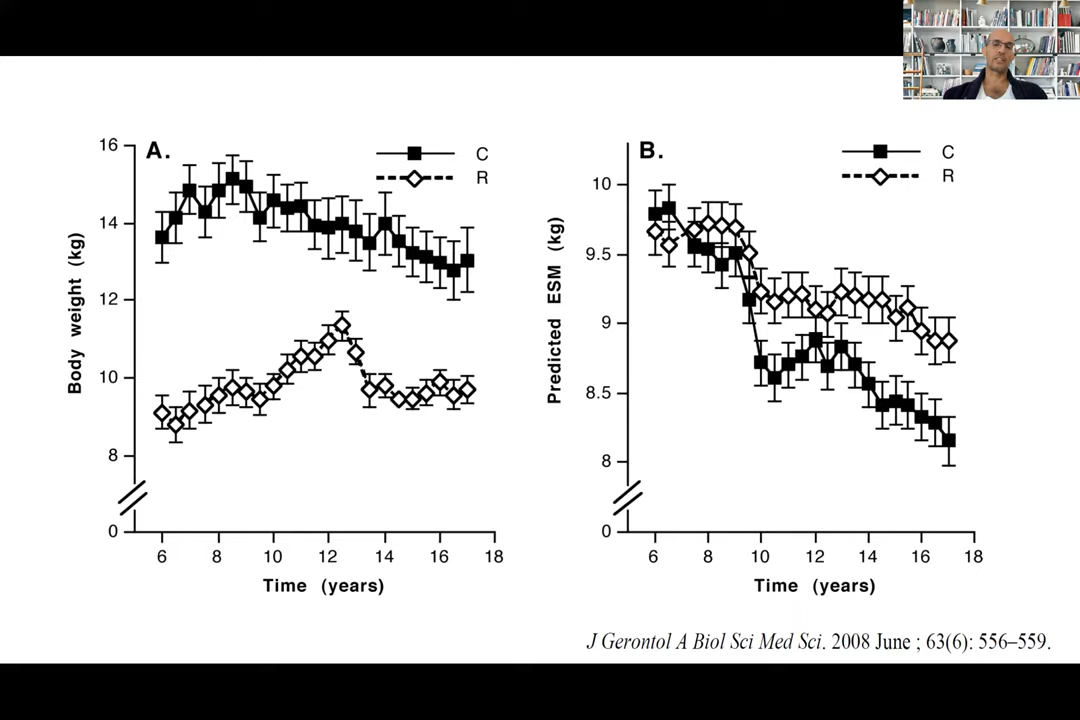 A.
C
R
16
14
12
10
8
0
Body weight (kg)
6 8 10 12 14 16 18
Time (years)
B.
C
R
10
9.5
9
8.5
8
0
Predicted ESM (kg)
6 8 10 12 14 16 18
Time (years)
J Gerontol A Biol Sci Med Sci. 2008 June ; 63(6): 556–559.